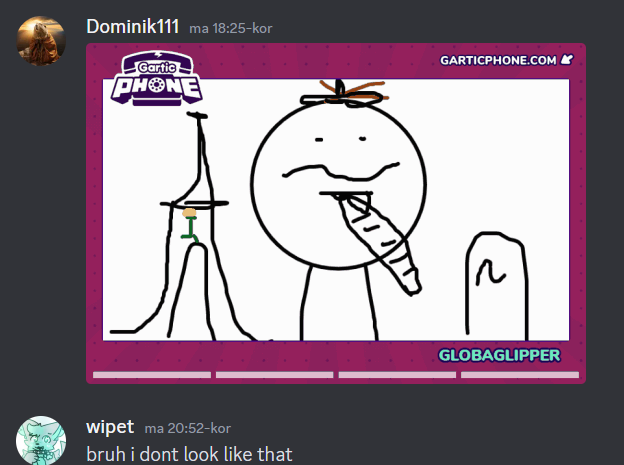 Dominik111 ma 18:25-kor
Gartic
PHONE
GARTICPHONE.COM
GLOBAGLIPPER
wipet ma 20:52-kor
bruh i dont look like that